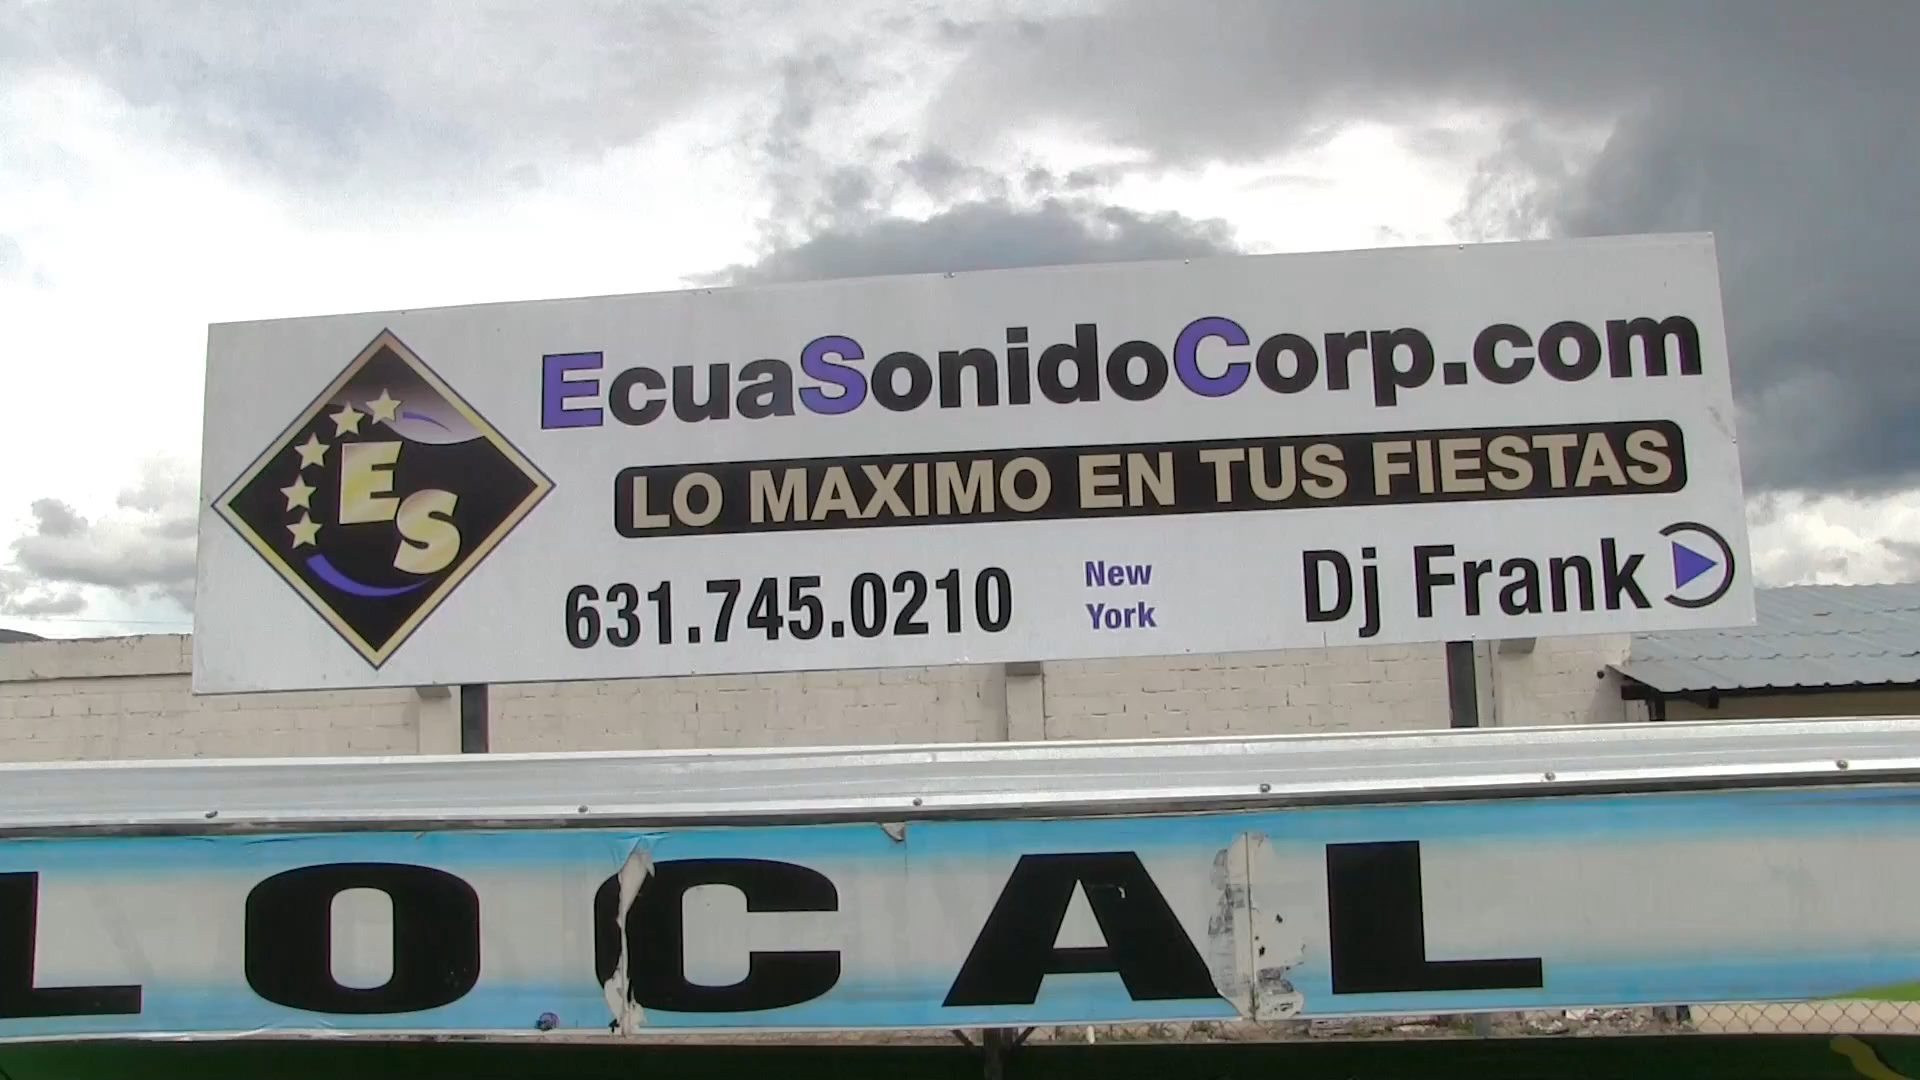 EcuaSonidoCorp.com
ES
LO MAXIMO EN TUS FIESTAS
631.745.0210
New
York
Dj Frank
LOCAL